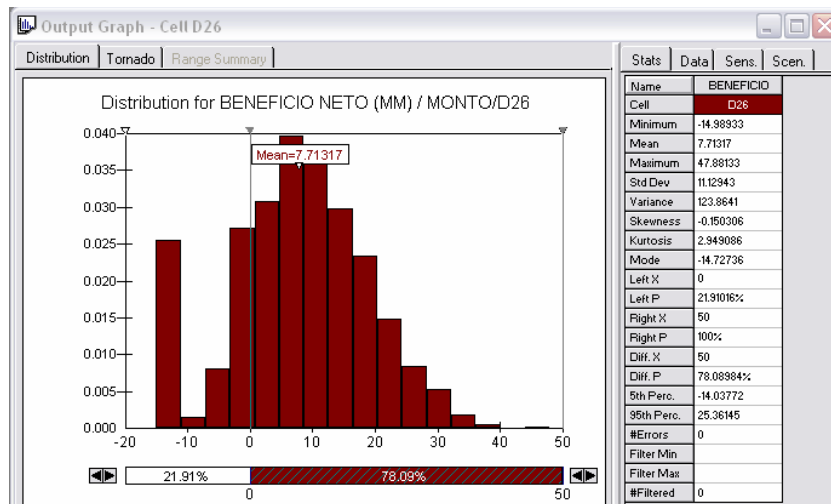 Output Graph - Cell D26
Distribution Tornado Range Summary
Distribution for BENEFICIO NETO (MM) / MONTO/D26
Mean=7.71317
0.040
0.035
0.030
0.025
0.020
0.015
0.010
0.005
0.000
-20 -10 0 10 20 30 40 50
21.91% 78.09%
0 50
Stats Data Sens. Scen.
Name BENEFICIO
Cell D26
Minimum -14.98933
Mean 7.71317
Maximum 47.88133
Std Dev 11.12943
Variance 123.8641
Skewness -0.150306
Kurtosis 2.949086
Mode -14.72736
Left X 0
Left P 21.91016%
Right X 50
Right P 100%
Diff. X 50
Diff. P 78.08984%
5th Perc. -14.03772
95th Perc. 25.36145
#Errors 0
Filter Min
Filter Max
#Filtered 0